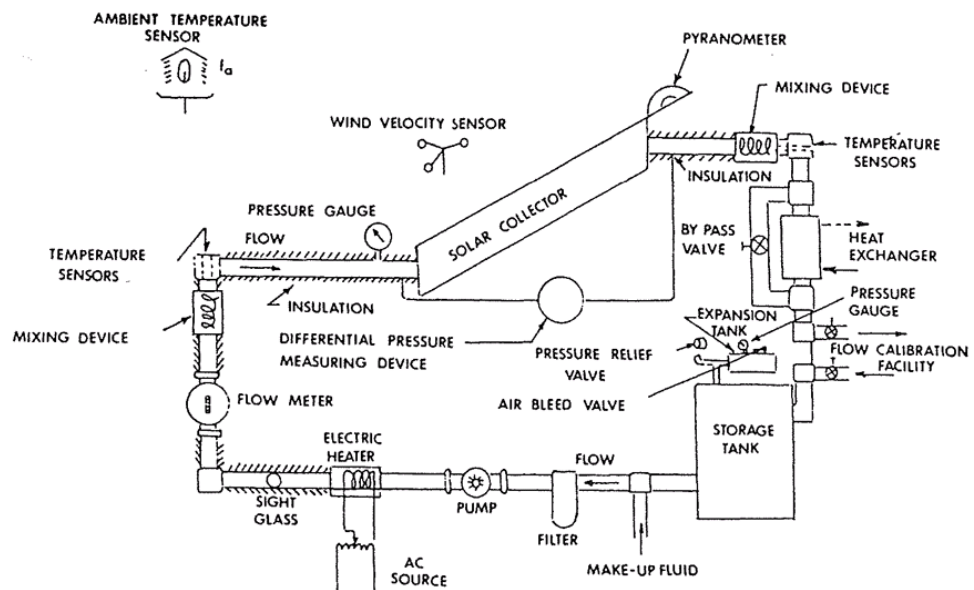 AMBIENT TEMPERATURE
SENSOR
ta
PYRANOMETER
MIXING DEVICE
WIND VELOCITY SENSOR
TEMPERATURE
SENSORS
INSULATION
SOLAR COLLECTOR
PRESSURE GAUGE
FLOW
BY PASS
VALVE
HEAT
EXCHANGER
TEMPERATURE
SENSORS
INSULATION
PRESSURE
GAUGE
EXPANSION
TANK
MIXING DEVICE
DIFFERENTIAL PRESSURE
MEASURING DEVICE
PRESSURE RELIEF
VALVE
FLOW CALIBRATION
FACILITY
AIR BLEED VALVE
FLOW METER
STORAGE
TANK
ELECTRIC
HEATER
FLOW
SIGHT
GLASS
PUMP
FILTER
MAKE-UP FLUID
AC
SOURCE